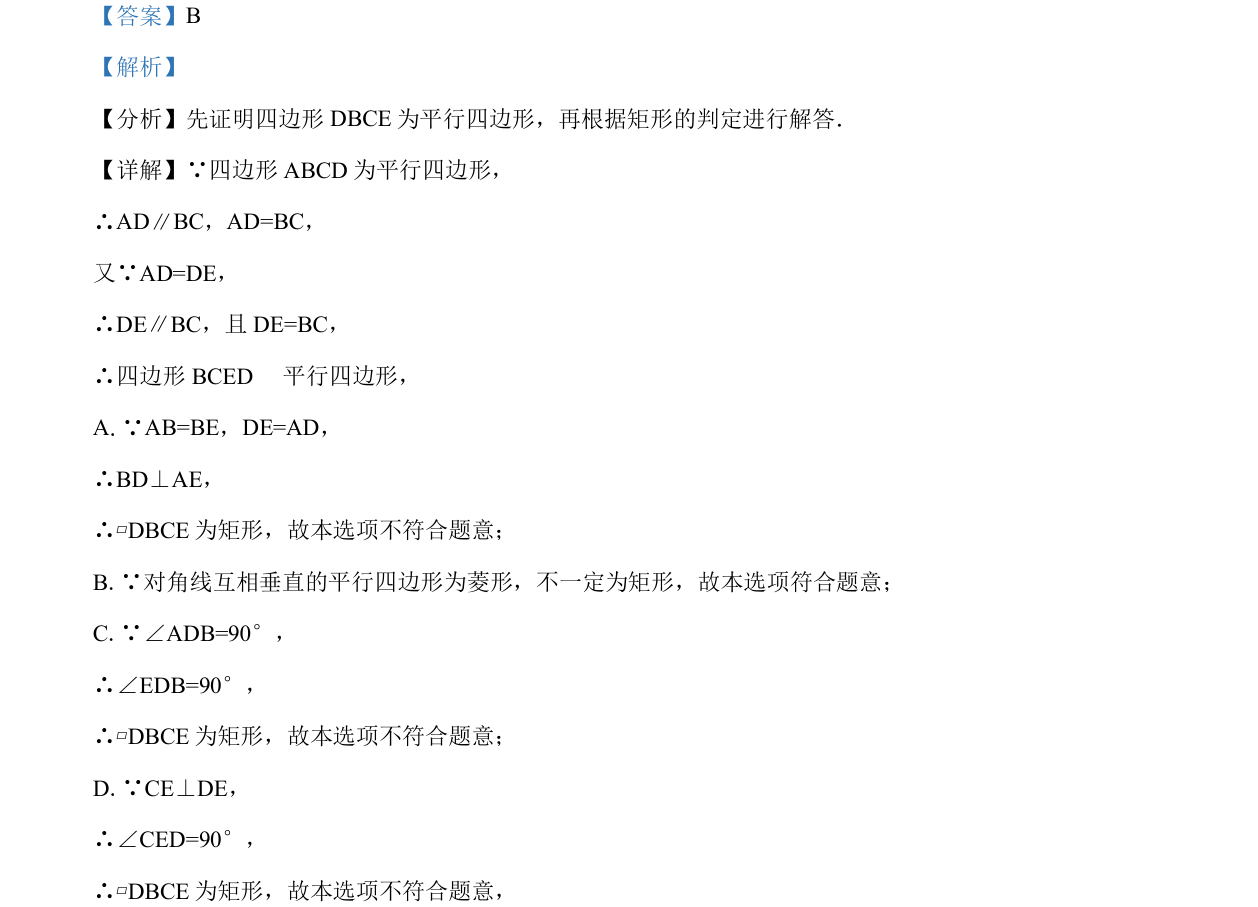 【答案】B
【解析】
【分析】先证明四边形 DBCE 为平行四边形，再根据矩形的判定进行解答．
【详解】∵四边形 ABCD 为平行四边形，
∴AD∥BC，AD=BC，
又∵AD=DE，
∴DE∥BC，且 DE=BC，
∴四边形 BCED 平行四边形，
A. ∵AB=BE，DE=AD，
∴BD⊥AE，
∴▱DBCE 为矩形，故本选项不符合题意；
B. ∵对角线互相垂直的平行四边形为菱形，不一定为矩形，故本选项符合题意；
C. ∵∠ADB=90°，
∴∠EDB=90°，
∴▱DBCE 为矩形，故本选项不符合题意；
D. ∵CE⊥DE，
∴∠CED=90°，
∴▱DBCE 为矩形，故本选项不符合题意，